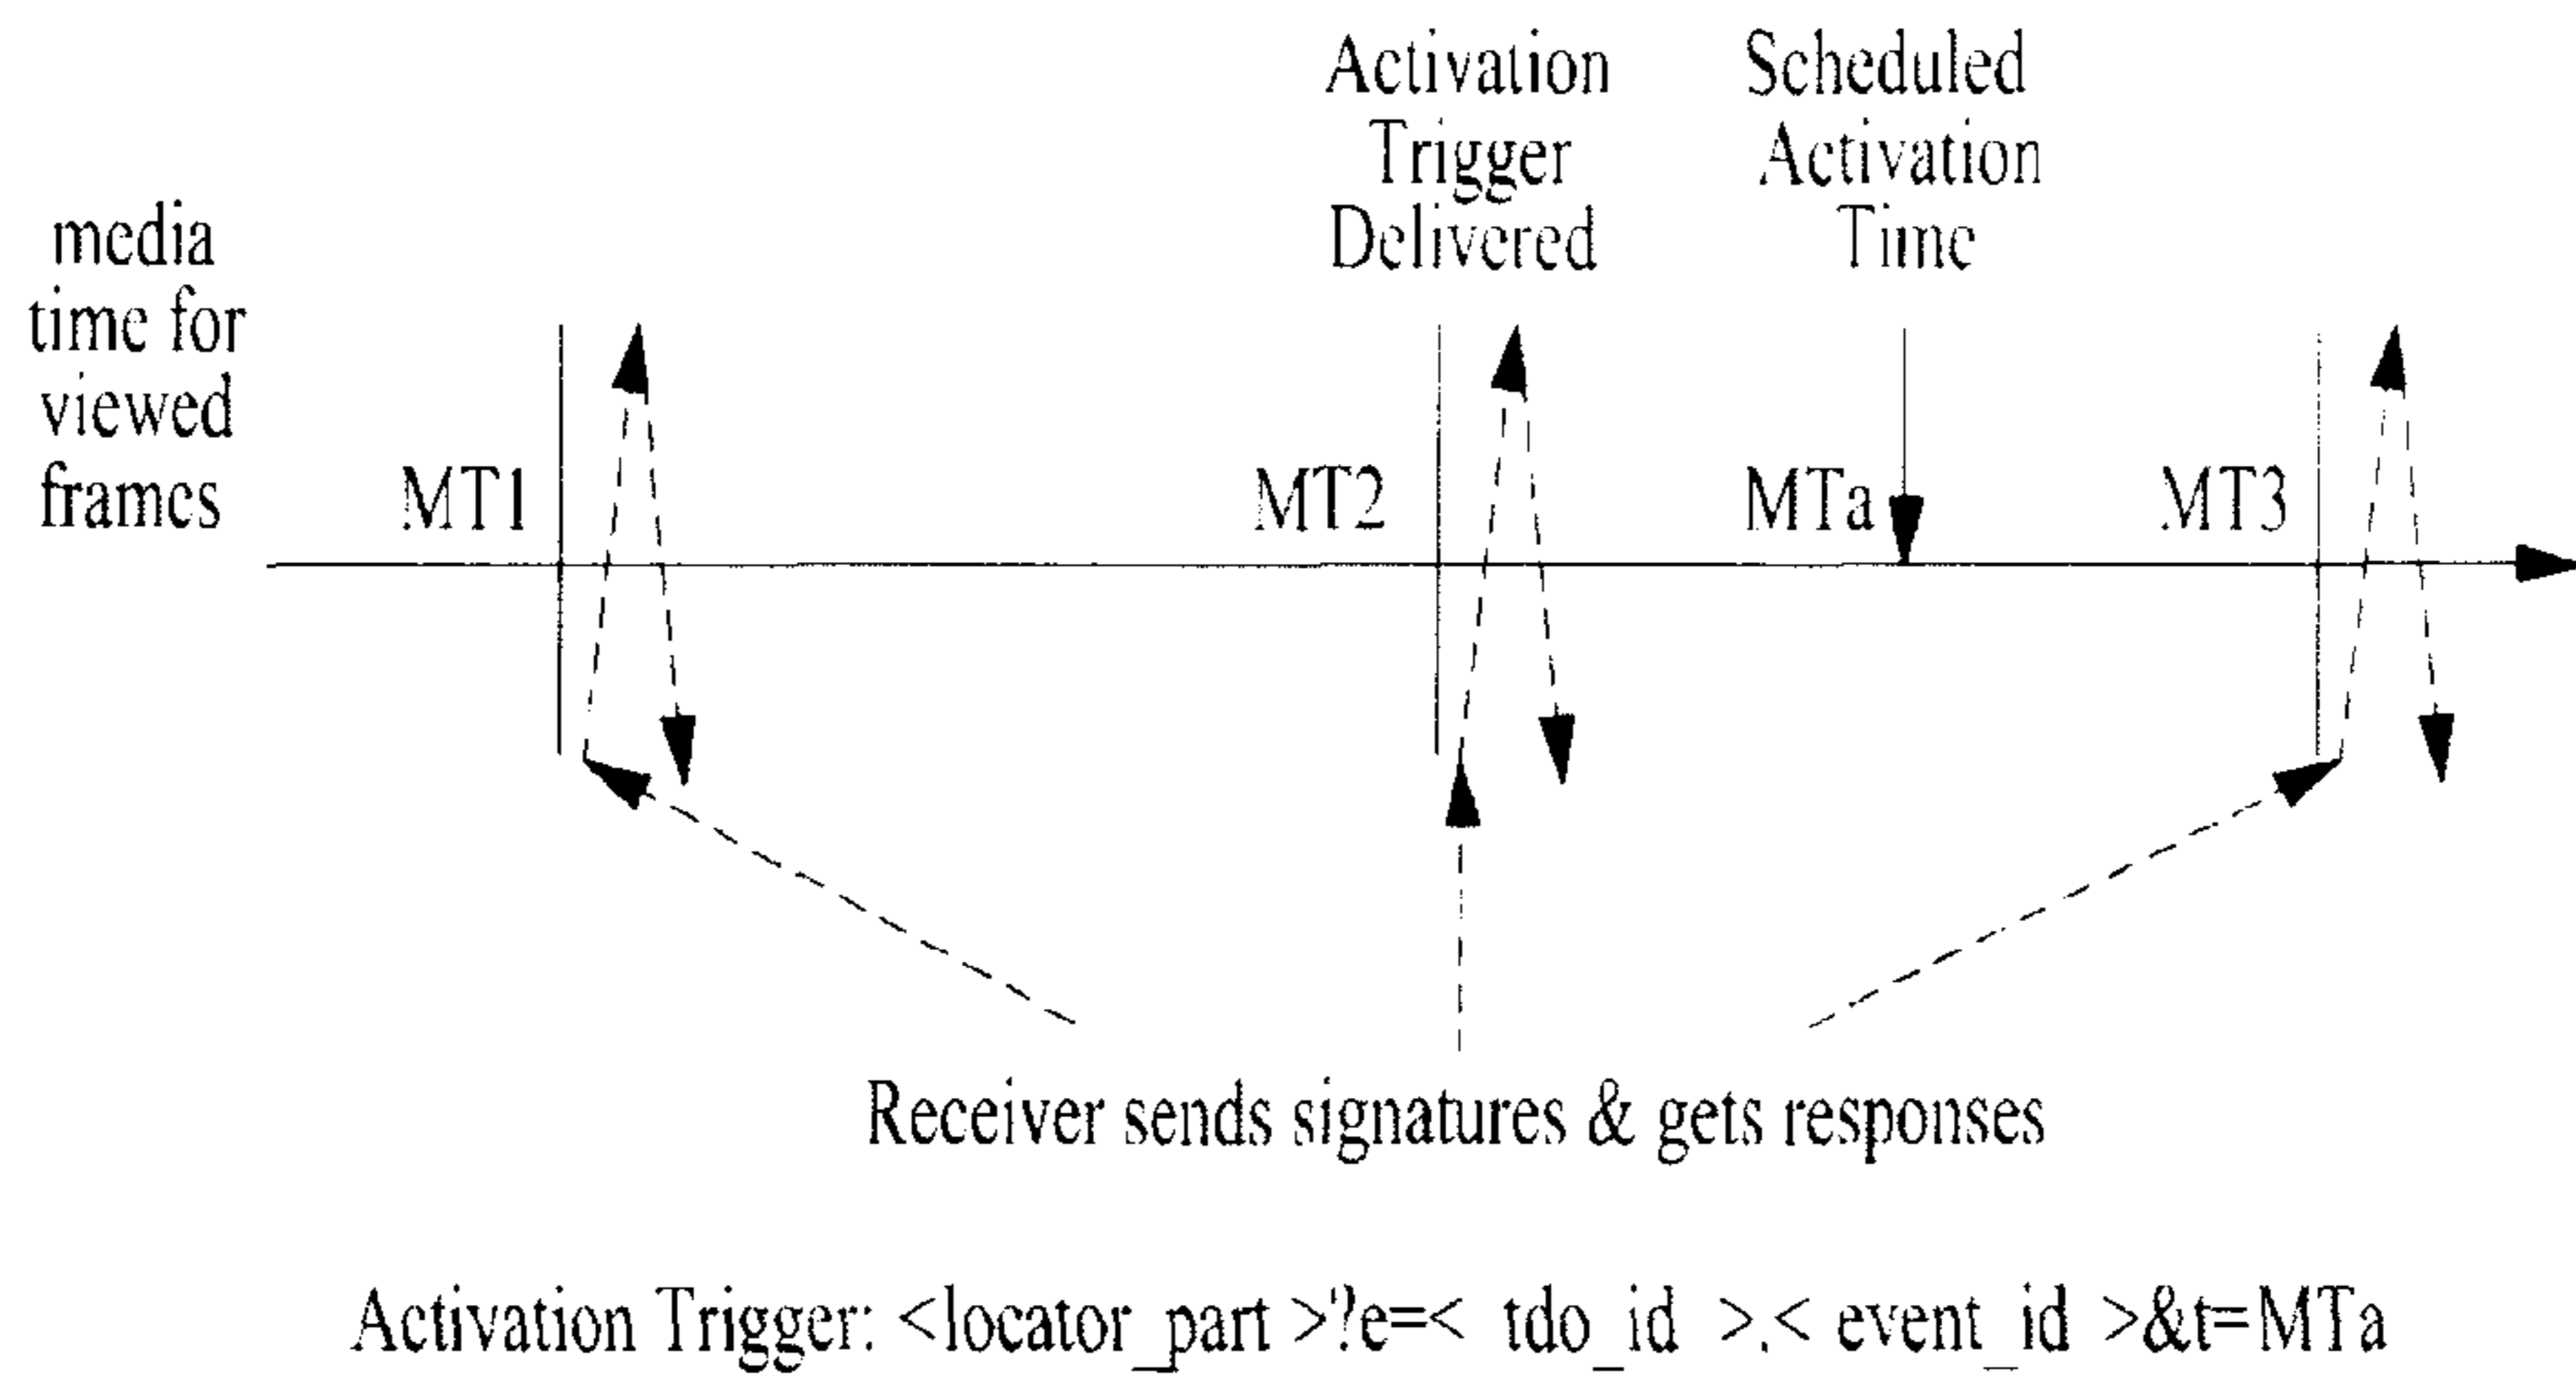 Activation
Trigger
Delivered
Scheduled
Activation
Time
media
time for
viewed
frames
MT1
MT2
MTa
MT3
Receiver sends signatures & gets responses
Activation Trigger: <locator_part >?e=< tdo_id >.< event_id >&t=MTa